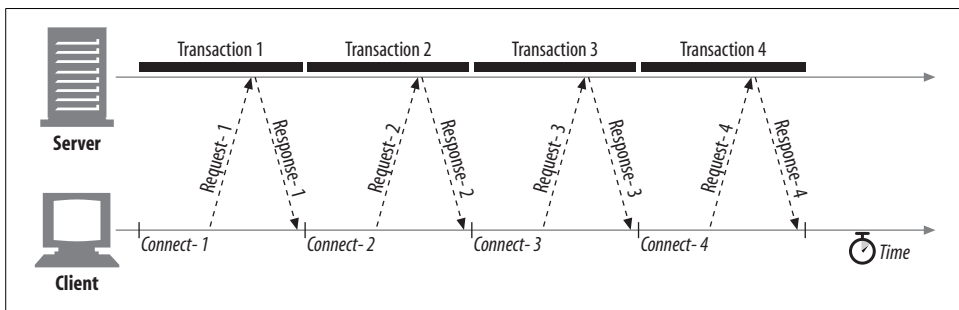 Transaction 1
Transaction 2
Transaction 3
Transaction 4
Server
Request- 1
Response- 1
Request- 2
Response- 2
Request- 3
Response- 3
Request- 4
Response- 4
Connect- 1
Connect- 2
Connect- 3
Connect- 4
Time
Client